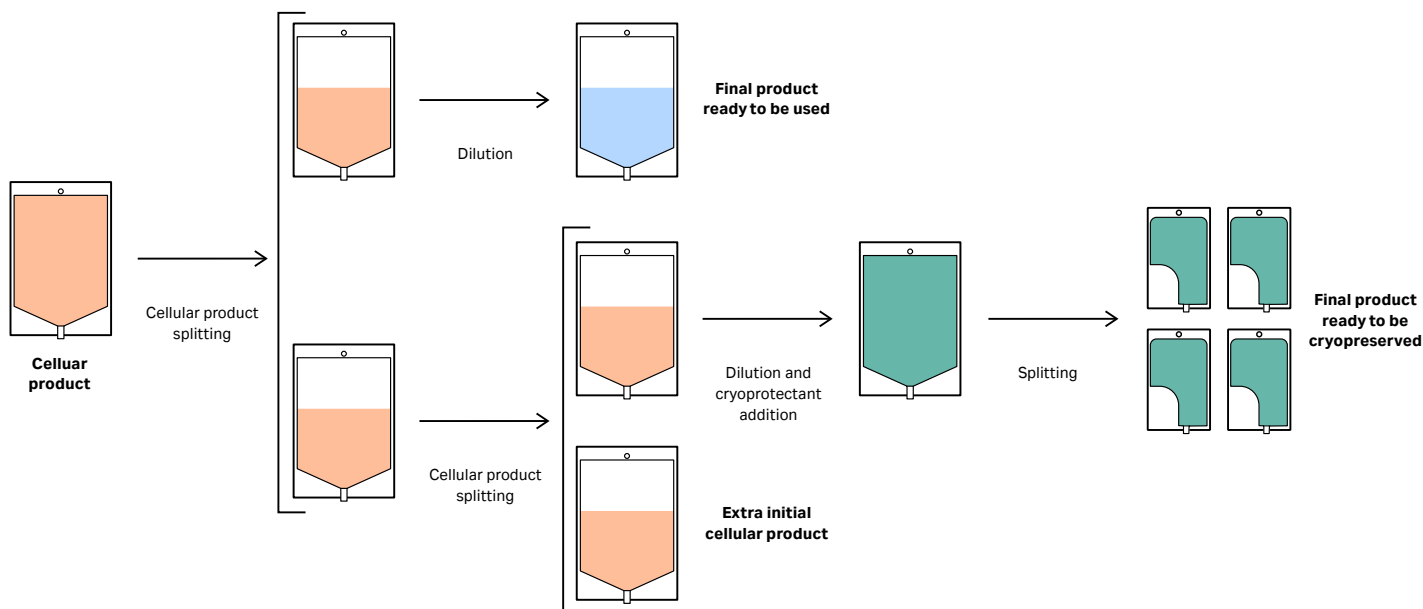 Celluar
product
Cellular product
splitting
Dilution
Final product
ready to be used
Cellular product
splitting
Dilution and
cryoprotectant
addition
Extra initial
cellular product
Splitting
Final product
ready to be
cryopreserved